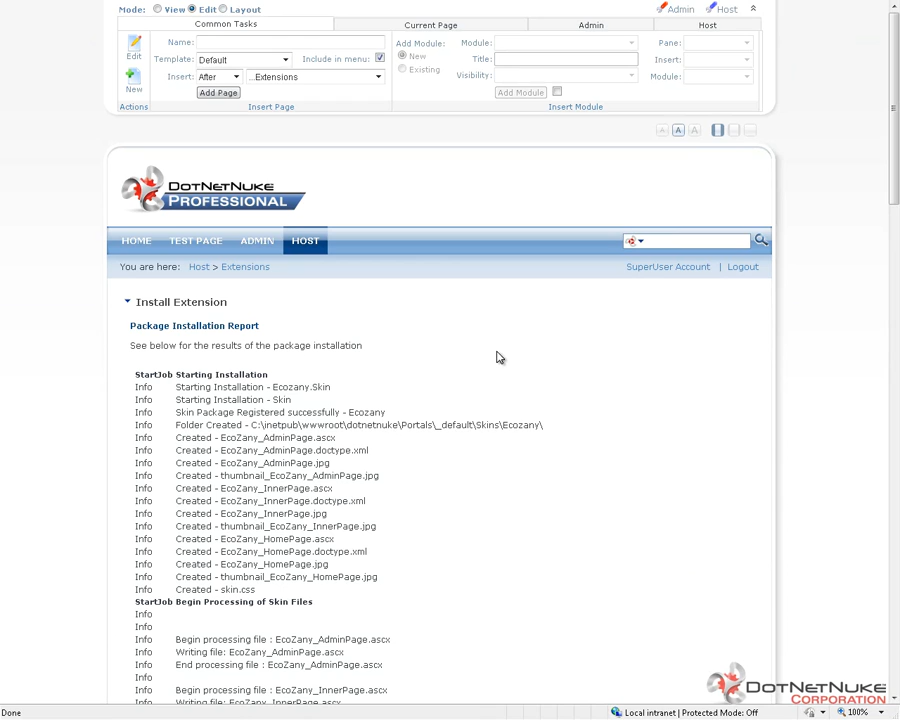 Mode: View Edit Layout Admin Host
Common Tasks Current Page Admin Host
Edit
New
Actions
Name:
Template: Default Include in menu:
Insert: After ...Extensions
Add Page
Insert Page
Add Module:
New
Existing
Module:
Title:
Visibility:
Add Module
Insert Module
Pane:
Insert:
Module:
A A A
DotNetNuke
PROFESSIONAL
HOME TEST PAGE ADMIN HOST
You are here: Host > Extensions SuperUser Account | Logout
Install Extension
Package Installation Report
See below for the results of the package installation
StartJob Starting Installation
Info Starting Installation - Ecozany.Skin
Info Starting Installation - Skin
Info Skin Package Registered successfully - Ecozany
Info Folder Created - C:\inetpub\wwwroot\dotnetnuke\Portals\_default\Skins\Ecozany\
Info Created - EcoZany_AdminPage.ascx
Info Created - EcoZany_AdminPage.doctype.xml
Info Created - EcoZany_AdminPage.jpg
Info Created - thumbnail_EcoZany_AdminPage.jpg
Info Created - EcoZany_InnerPage.ascx
Info Created - EcoZany_InnerPage.doctype.xml
Info Created - EcoZany_InnerPage.jpg
Info Created - thumbnail_EcoZany_InnerPage.jpg
Info Created - EcoZany_HomePage.ascx
Info Created - EcoZany_HomePage.doctype.xml
Info Created - EcoZany_HomePage.jpg
Info Created - thumbnail_EcoZany_HomePage.jpg
Info Created - skin.css
StartJob Begin Processing of Skin Files
Info
Info
Info Begin processing file : EcoZany_AdminPage.ascx
Info Writing file: EcoZany_AdminPage.ascx
Info End processing file : EcoZany_AdminPage.ascx
Info
Info Begin processing file : EcoZany_InnerPage.ascx
Info Writing file: EcoZany_InnerPage.ascx
DotNetNuke
CORPORATION
Done Local intranet | Protected Mode: Off 100%